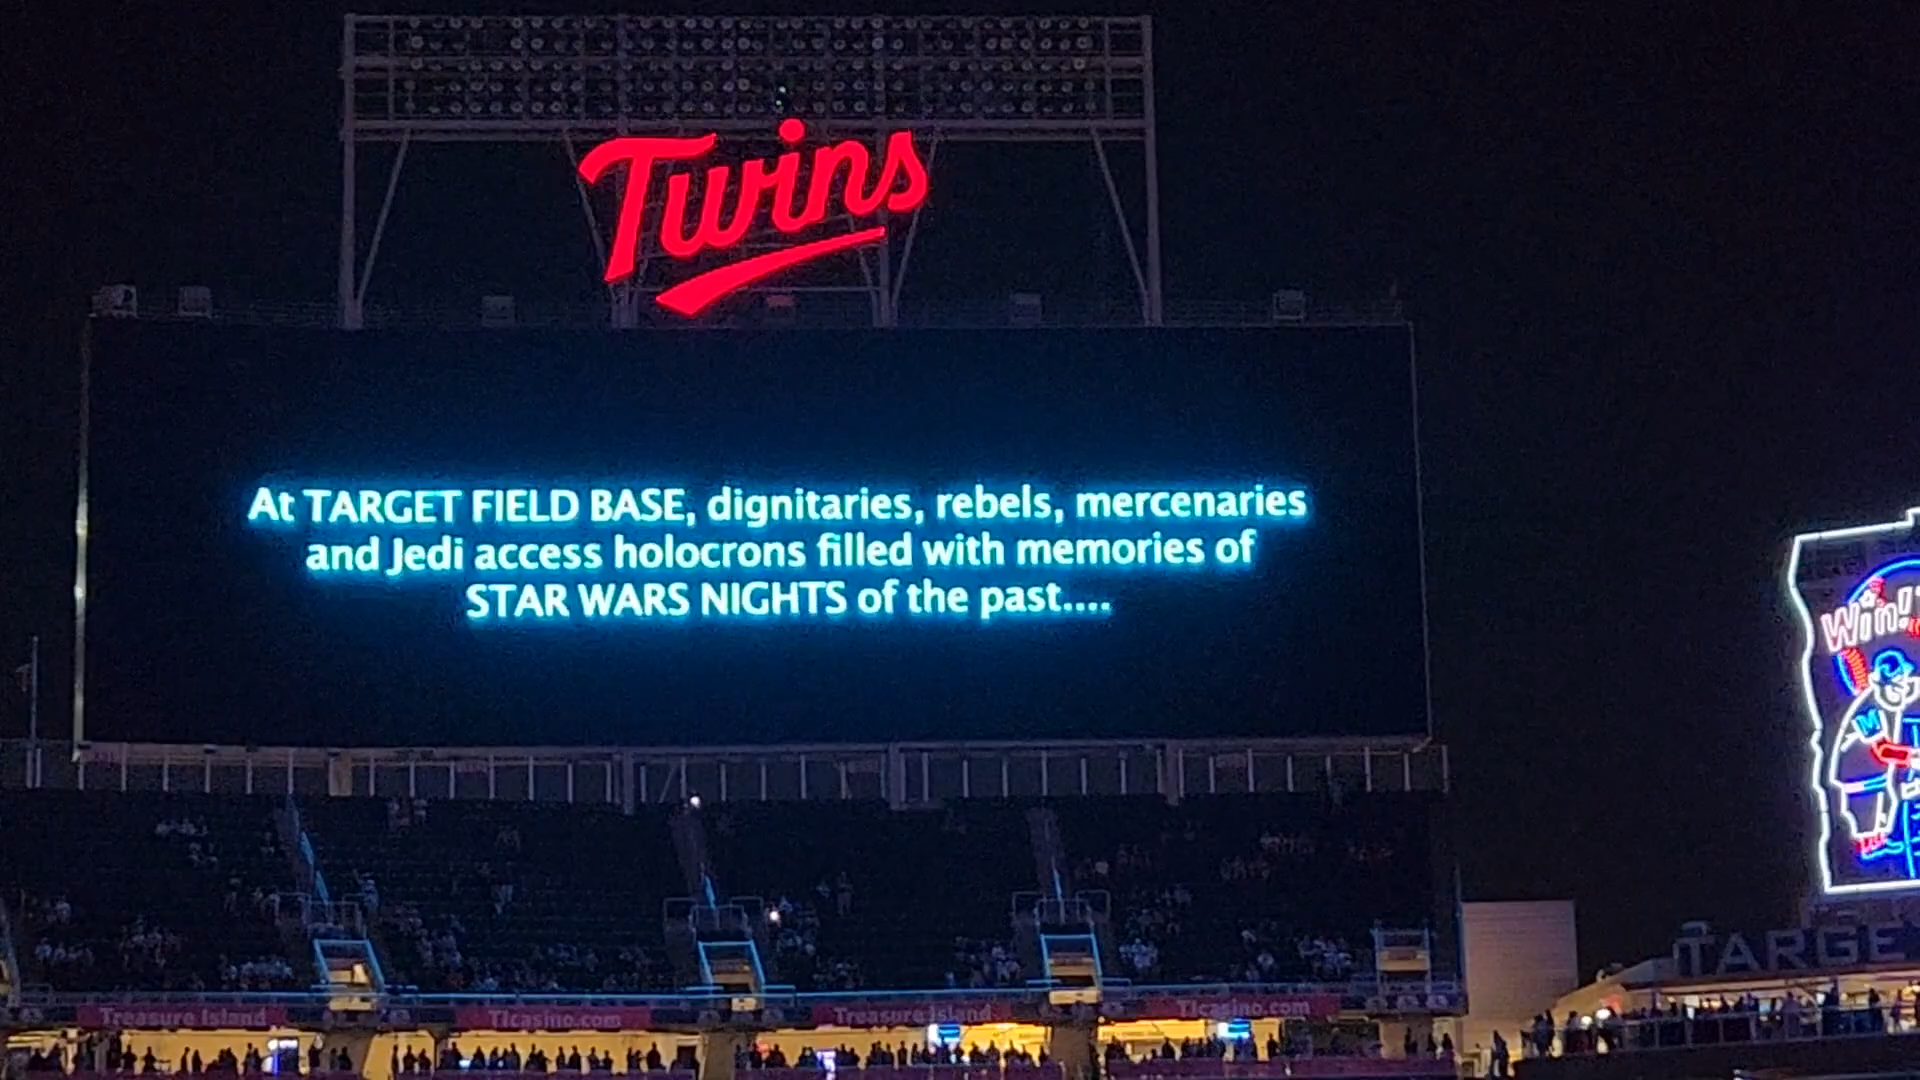 Twins
At TARGET FIELD BASE, dignitaries, rebels, mercenaries
and Jedi access holocrons filled with memories of
STAR WARS NIGHTS of the past....
Win!
M
TARGE
Treasure Island
TIcasino.com
Treasure Island
TIcasino.com